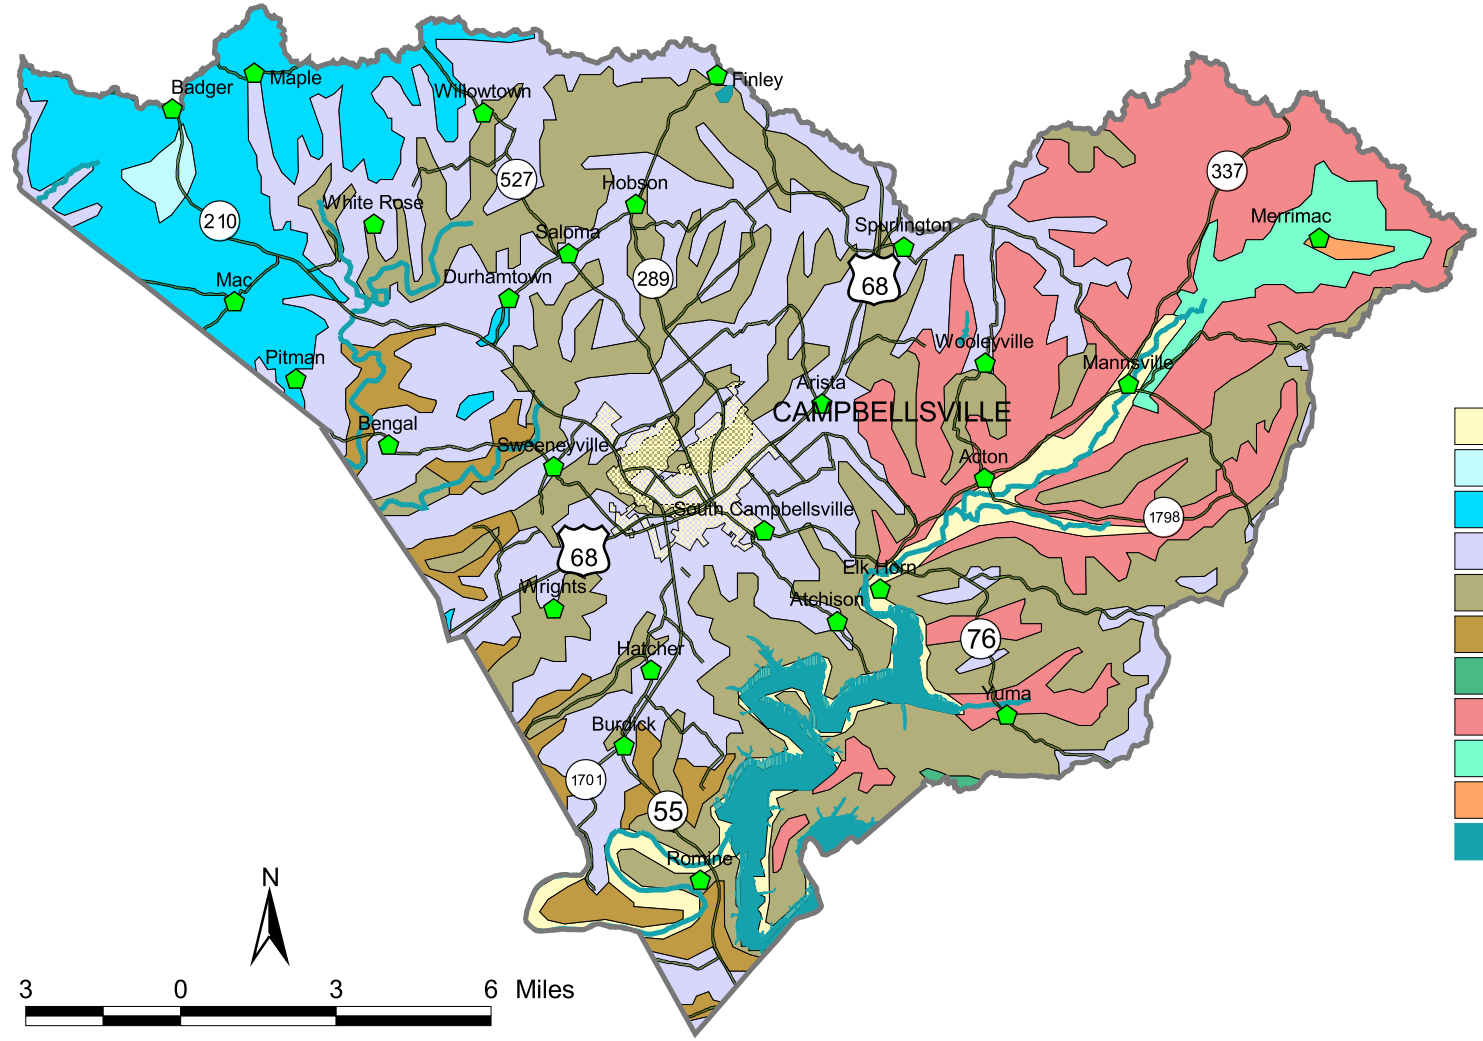 Badger
Maple
Willowtown
Finley
527
337
Hobson
White Rose
210
Merrimac
Saloma
Spurlington
Mac
Durhamtown
289
68
Pitman
Wooleyville
Mannsville
Arista
CAMPBELLSVILLE
Bengal
Sweeneyville
Acton
South Campbellsville
1798
68
Elk Horn
Wrights
Atchison
76
Hatcher
Yuma
Burdick
1701
55
Romine
N
3 0 3 6 Miles